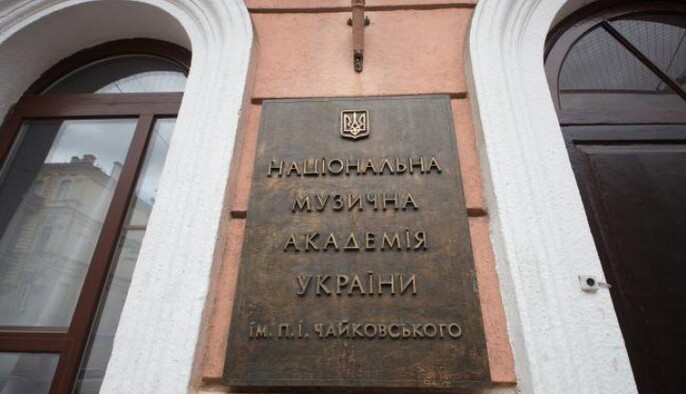 НАЦІОНАЛЬНА
МУЗИЧНА
АКАДЕМІЯ
УКРАЇНИ
ІМ. П.І. ЧАЙКОВСЬКОГО